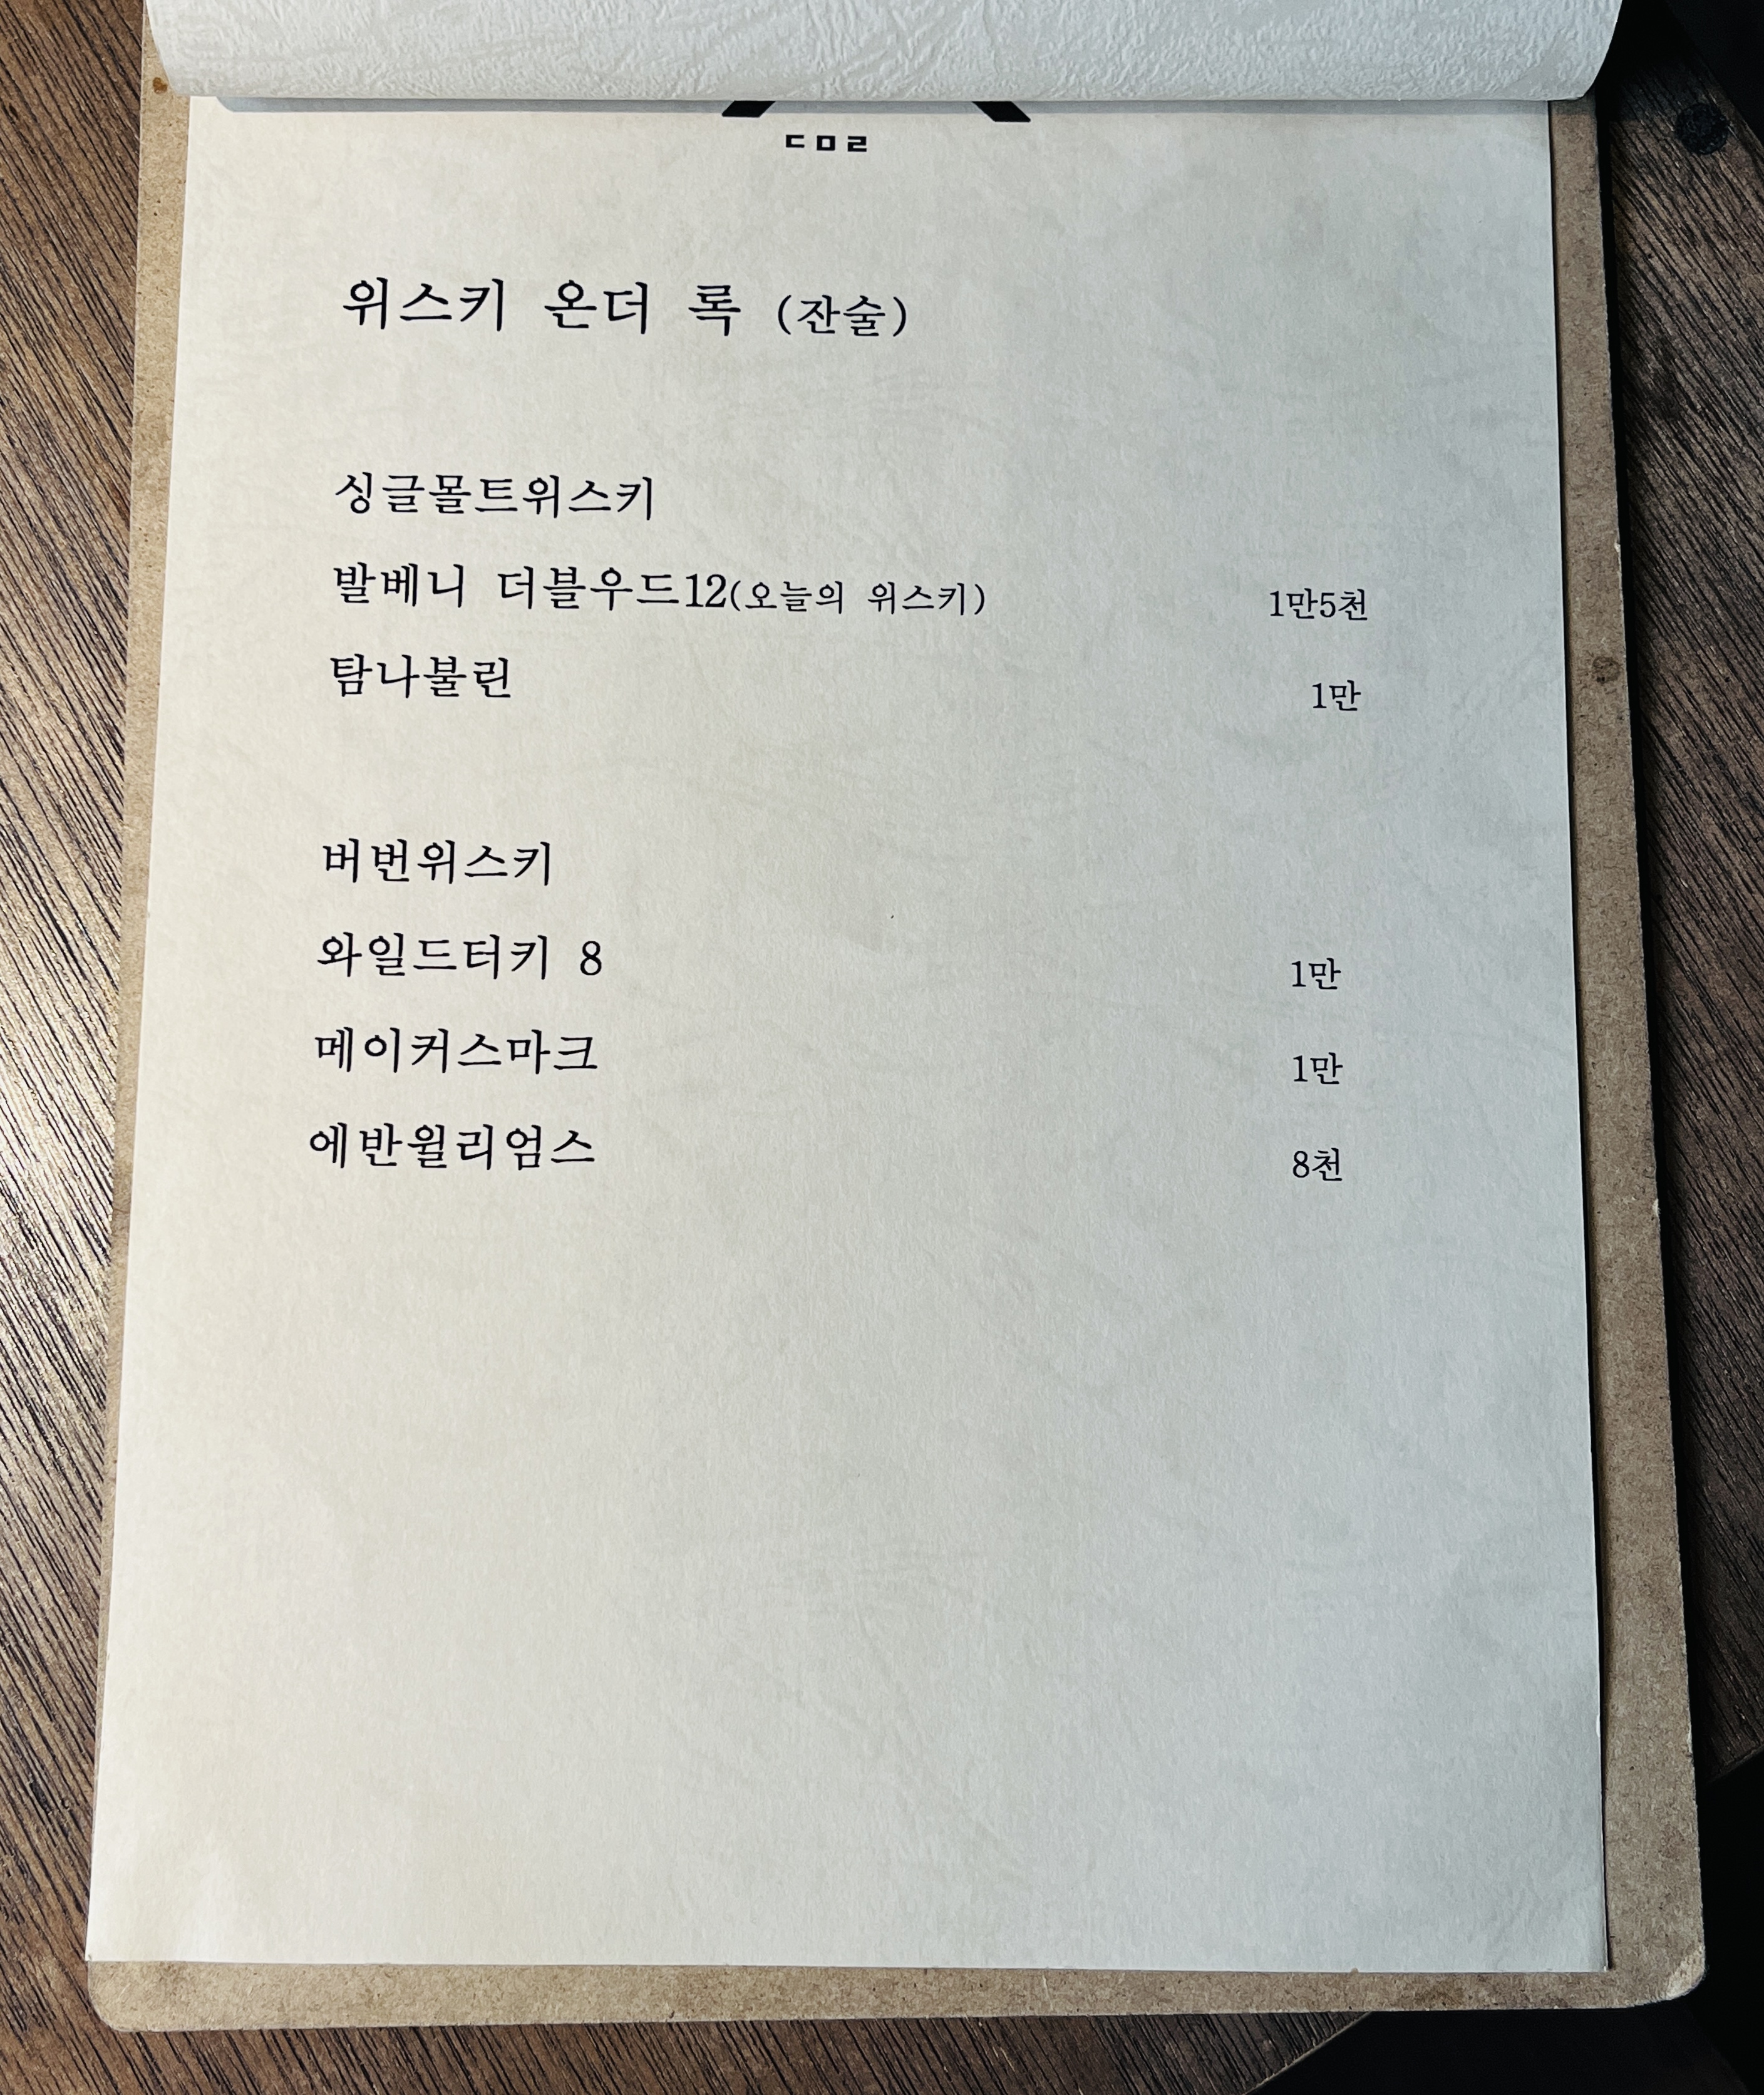 ㄷㅁㄹ
위스키 온더 록 (잔술)
싱글몰트위스키
발베니 더블우드12(오늘의 위스키) 1만5천
탐나불린 1만
버번위스키
와일드터키 8 1만
메이커스마크 1만
에반윌리엄스 8천